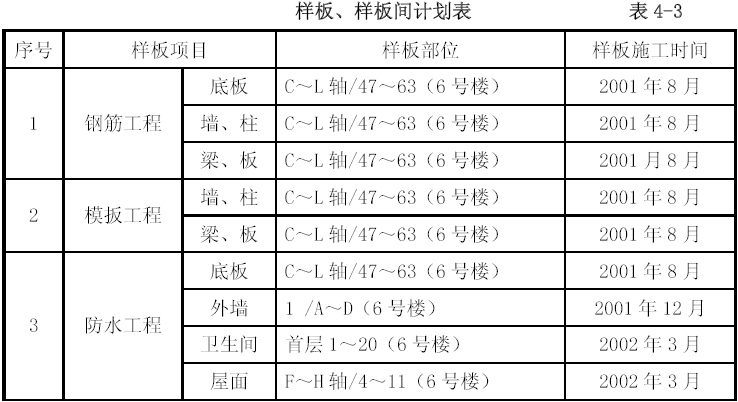 样板、样板间计划表 表 4-3
序号 样板项目 样板部位 样板施工时间
1 钢筋工程 底板 C～L 轴/47～63（6 号楼） 2001 年 8 月
墙、柱 C～L 轴/47～63（6 号楼） 2001 年 8 月
梁、板 C～L 轴/47～63（6 号楼） 2001 月 8 月
2 模扳工程 墙、柱 C～L 轴/47～63（6 号楼） 2001 年 8 月
梁、板 C～L 轴/47～63（6 号楼） 2001 年 8 月
3 防水工程 底板 C～L 轴/47～63（6 号楼） 2001 年 8 月
外墙 1 /A～D（6 号楼） 2001 年 12 月
卫生间 首层 1～20（6 号楼） 2002 年 3 月
屋面 F～H 轴/4～11（6 号楼） 2002 年 3 月